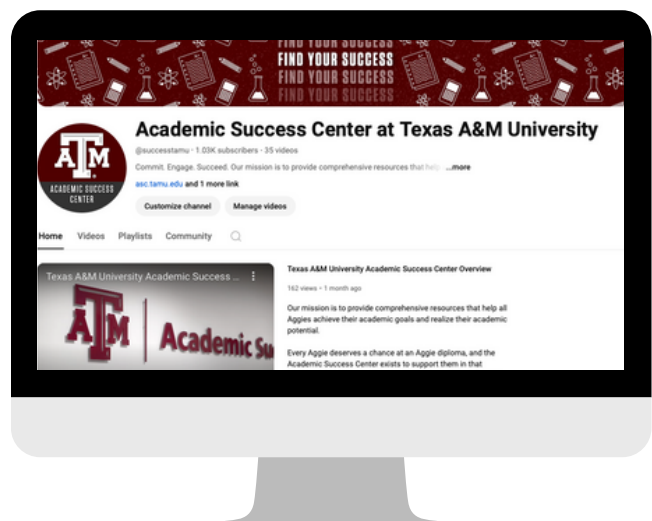 FIND YOUR SUCCESS
FIND YOUR SUCCESS
FIND YOUR SUCCESS
FIND YOUR SUCCESS
Academic Success Center at Texas A&M University
@successtamu · 1.03K subscribers · 35 videos
Commit. Engage. Succeed. Our mission is to provide comprehensive resources that help ...more
asc.tamu.edu and 1 more link
Customize channel Manage videos
ATM
ACADEMIC SUCCESS
CENTER
Home Videos Playlists Community
Texas A&M University Academic Success ...
ATM Academic Su
Texas A&M University Academic Success Center Overview
162 views · 1 month ago
Our mission is to provide comprehensive resources that help all
Aggies achieve their academic goals and realize their academic
potential.
Every Aggie deserves a chance at an Aggie diploma, and the
Academic Success Center exists to support them in that